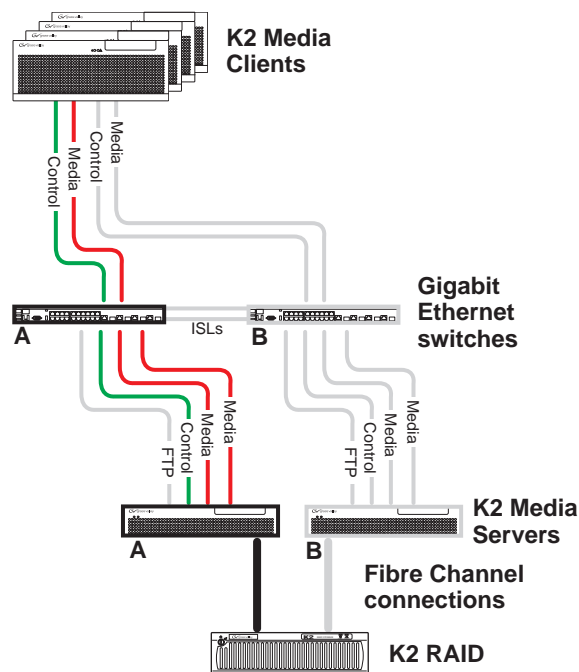 K2 Media
Clients
Control
Media
Control
Media
Gigabit
Ethernet
switches
ISLs
A
B
FTP
Control
Media
Media
FTP
Control
Media
Media
K2 Media
Servers
A
B
Fibre Channel
connections
K2
K2 RAID